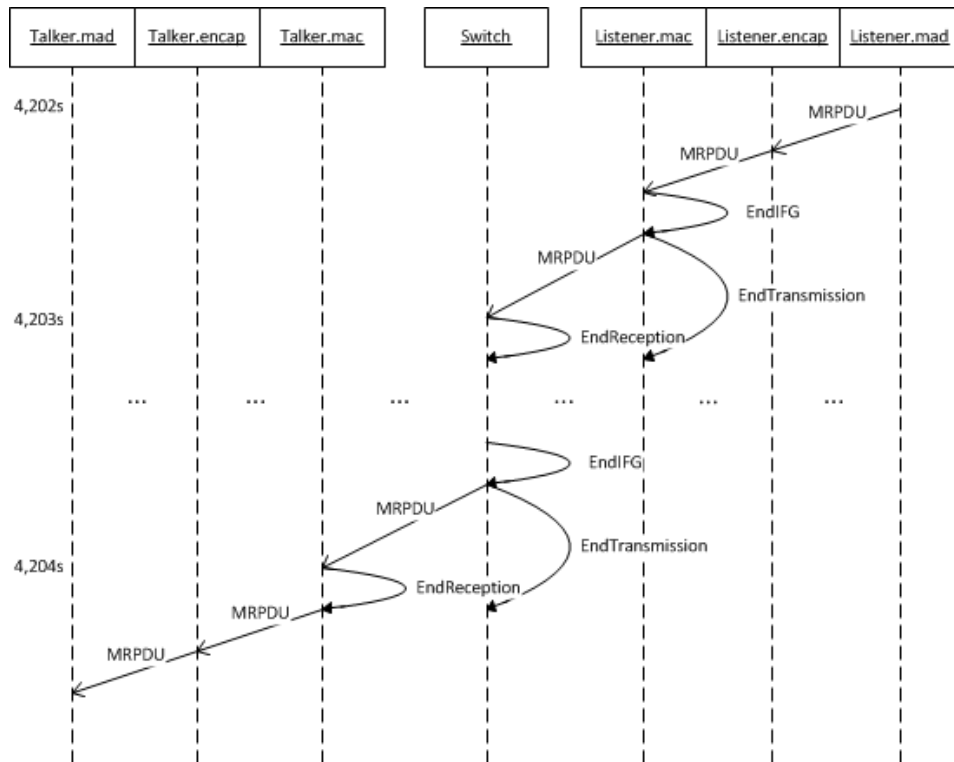 Talker.mad
Talker.encap
Talker.mac
Switch
Listener.mac
Listener.encap
Listener.mad
4,202s
MRPDU
MRPDU
EndIFG
MRPDU
EndTransmission
4,203s
EndReception
... ... ... ... ... ...
EndIFG
MRPDU
EndTransmission
4,204s
EndReception
MRPDU
MRPDU